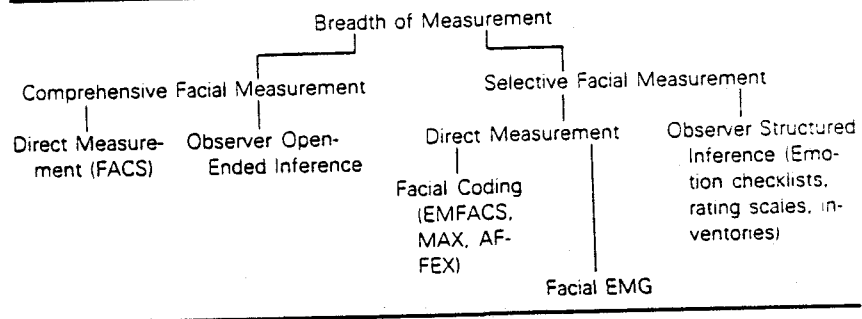 Breadth of Measurement
Comprehensive Facial Measurement
Selective Facial Measurement
Direct Measure-
ment (FACS)
Observer Open-
Ended Inference
Direct Measurement
Observer Structured
Inference (Emo-
tion checklists,
rating scales, in-
ventories)
Facial Coding
(EMFACS,
MAX, AF-
FEX)
Facial EMG